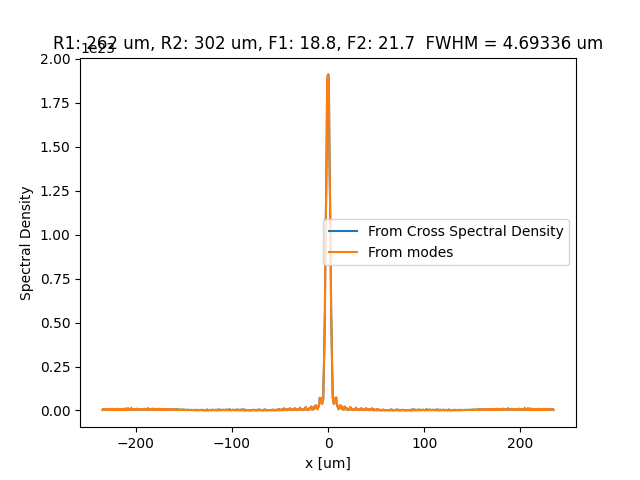 R1: 262 um, R2: 302 um, F1: 18.8, F2: 21.7  FWHM = 4.69336 um
1e23
2.00
1.75
1.50
1.25
1.00
0.75
0.50
0.25
0.00
Spectral Density
From Cross Spectral Density
From modes
−200
−100
0
100
200
x [um]